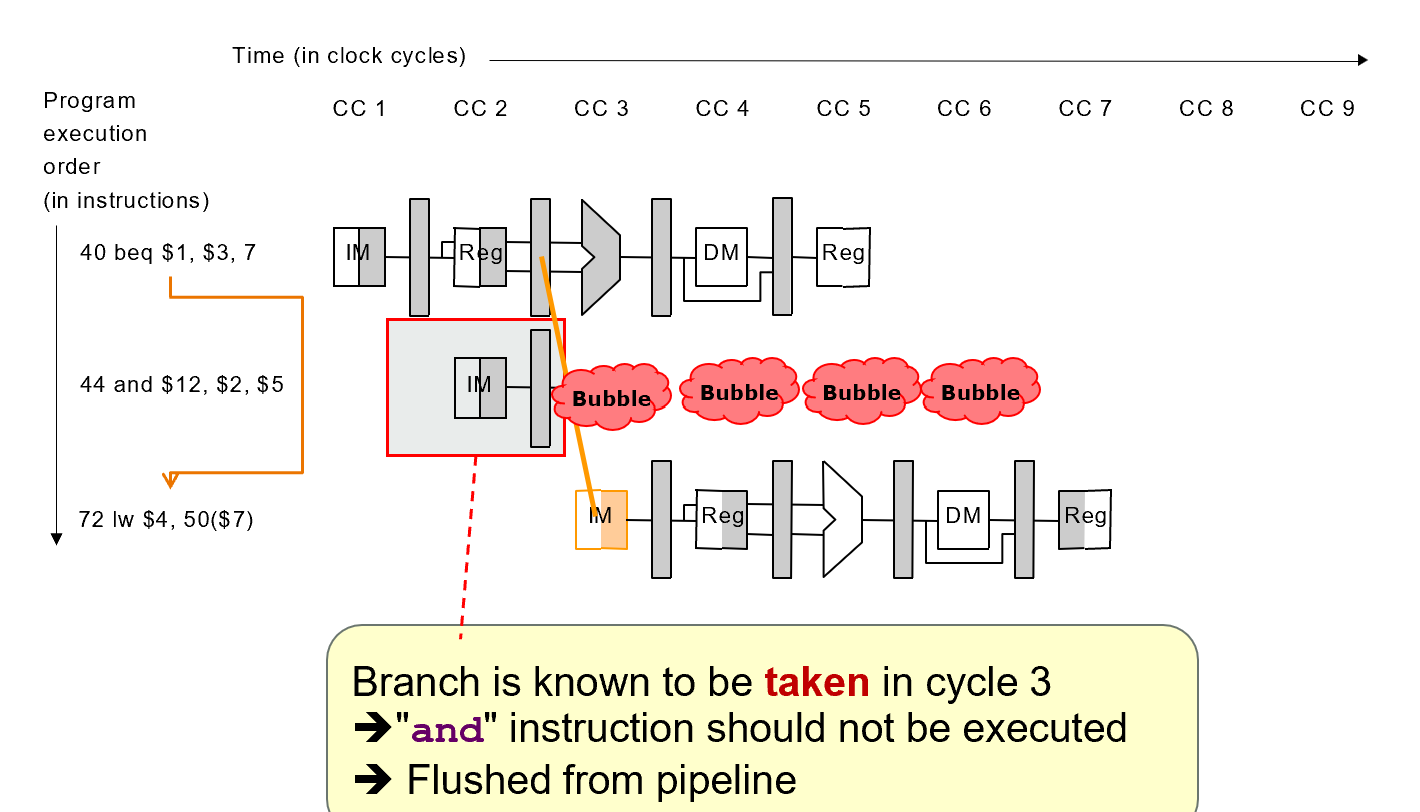 Time (in clock cycles)
Program
execution
order
(in instructions)
CC 1 CC 2 CC 3 CC 4 CC 5 CC 6 CC 7 CC 8 CC 9
40 beq $1, $3, 7
IM Reg DM Reg
44 and $12, $2, $5
IM Bubble Bubble Bubble Bubble
72 lw $4, 50($7)
IM Reg DM Reg
Branch is known to be taken in cycle 3
➔"and" instruction should not be executed
➔ Flushed from pipeline